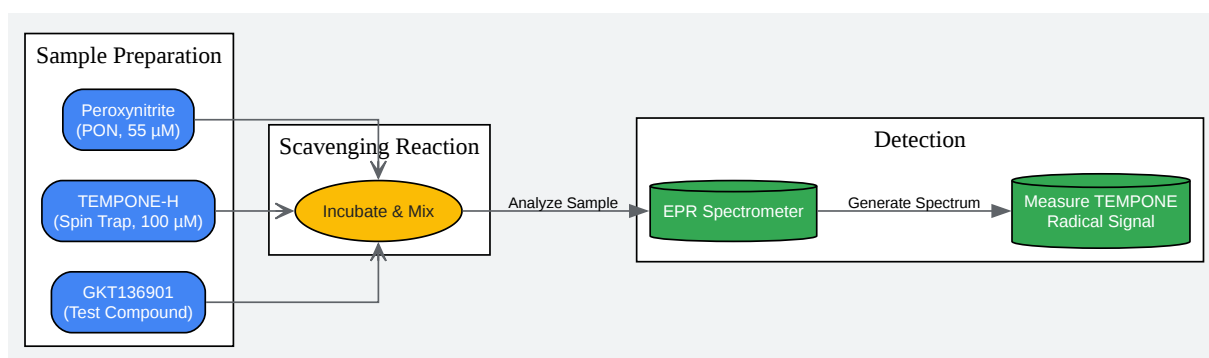 Sample Preparation
Peroxynitrite
(PON, 55 µM)
TEMPONE-H
(Spin Trap, 100 µM)
GKT136901
(Test Compound)
Scavenging Reaction
Incubate & Mix
Analyze Sample
Detection
EPR Spectrometer
Generate Spectrum
Measure TEMPONE
Radical Signal